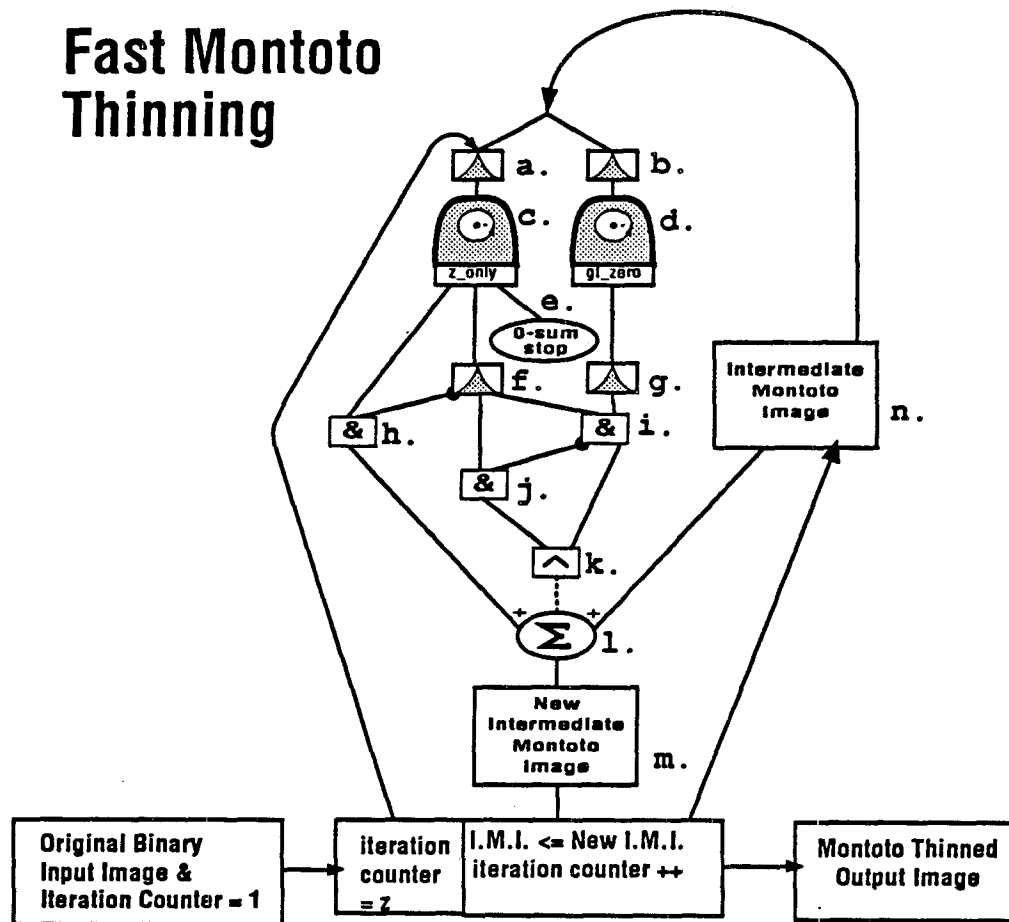 Fast Montoto
Thinning
a.
b.
c.
d.
z_only
gt_zero
e.
0-sum
stop
f.
g.
Intermediate
Montoto
Image
n.
& h.
& i.
& j.
^ k.
+ +
Σ l.
New
Intermediate
Montoto
Image
m.
Original Binary
Input Image &
Iteration Counter = 1
iteration
counter
= z
I.M.I. <= New I.M.I.
iteration counter ++
Montoto Thinned
Output Image